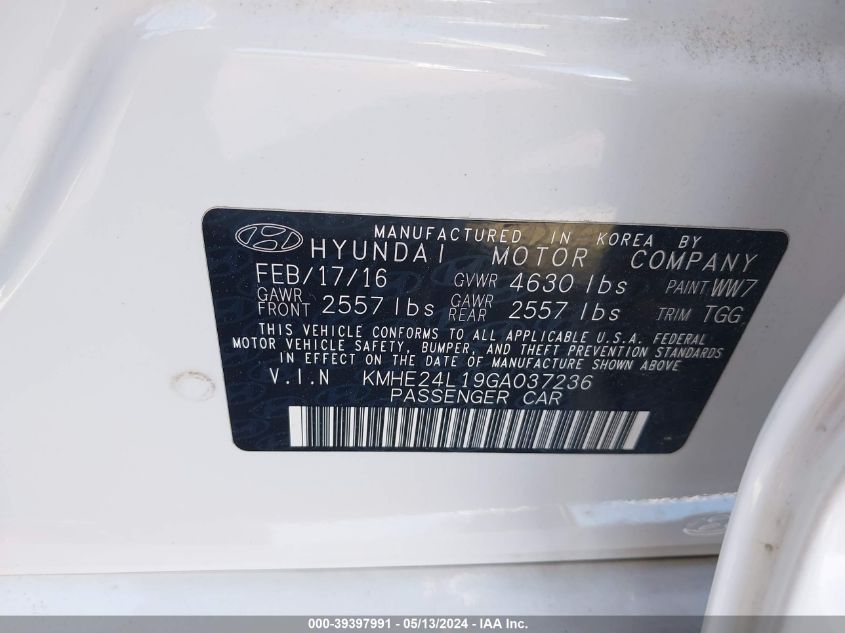 MANUFACTURED IN KOREA BY
HYUNDAI MOTOR COMPANY
FEB/17/16 GVWR 4630 lbs PAINT WW7
GAWR FRONT 2557 lbs GAWR REAR 2557 lbs TRIM TGG
THIS VEHICLE CONFORMS TO ALL APPLICABLE U.S.A. FEDERAL
MOTOR VEHICLE SAFETY, BUMPER, AND THEFT PREVENTION STANDARDS
IN EFFECT ON THE DATE OF MANUFACTURE SHOWN ABOVE.
V.I.N KMHE24L19GA037236
PASSENGER CAR
000-39397991 - 05/13/2024 - IAA Inc.